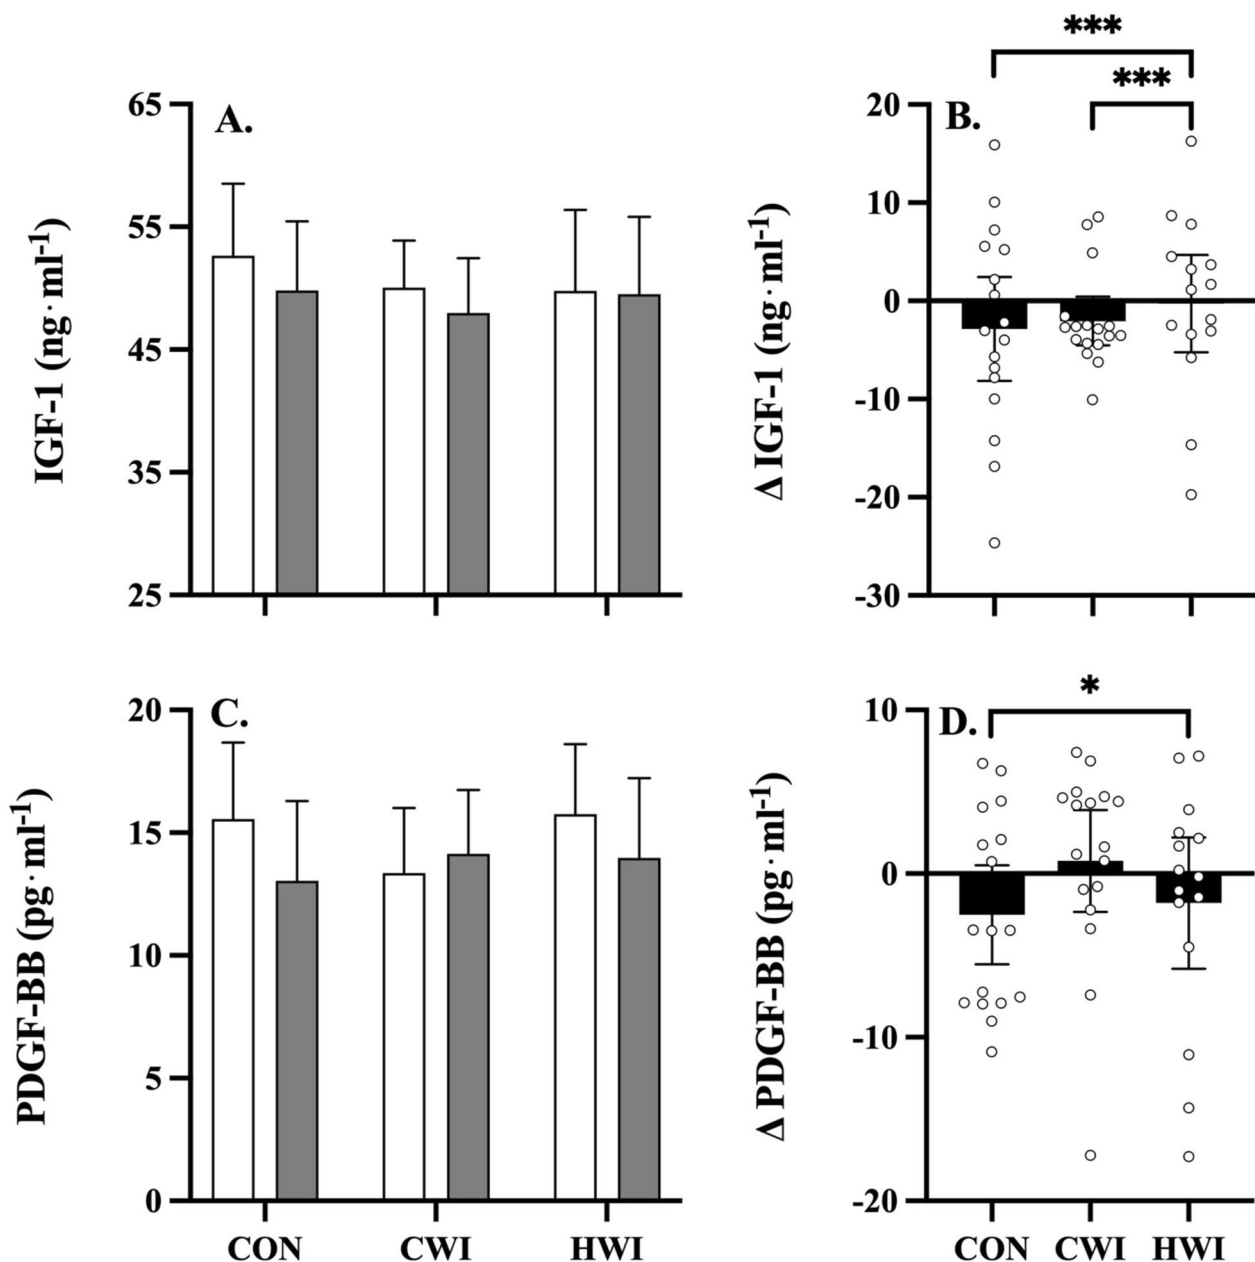 ***
***
65
55
45
35
25
A.
IGF-1 (ng·ml-1)
20
10
0
-10
-20
-30
B.
Δ IGF-1 (ng·ml-1)
20
15
10
5
0
C.
PDGF-BB (pg·ml-1)
CON CWI HWI
*
10
0
-10
-20
D.
Δ PDGF-BB (pg·ml-1)
CON CWI HWI